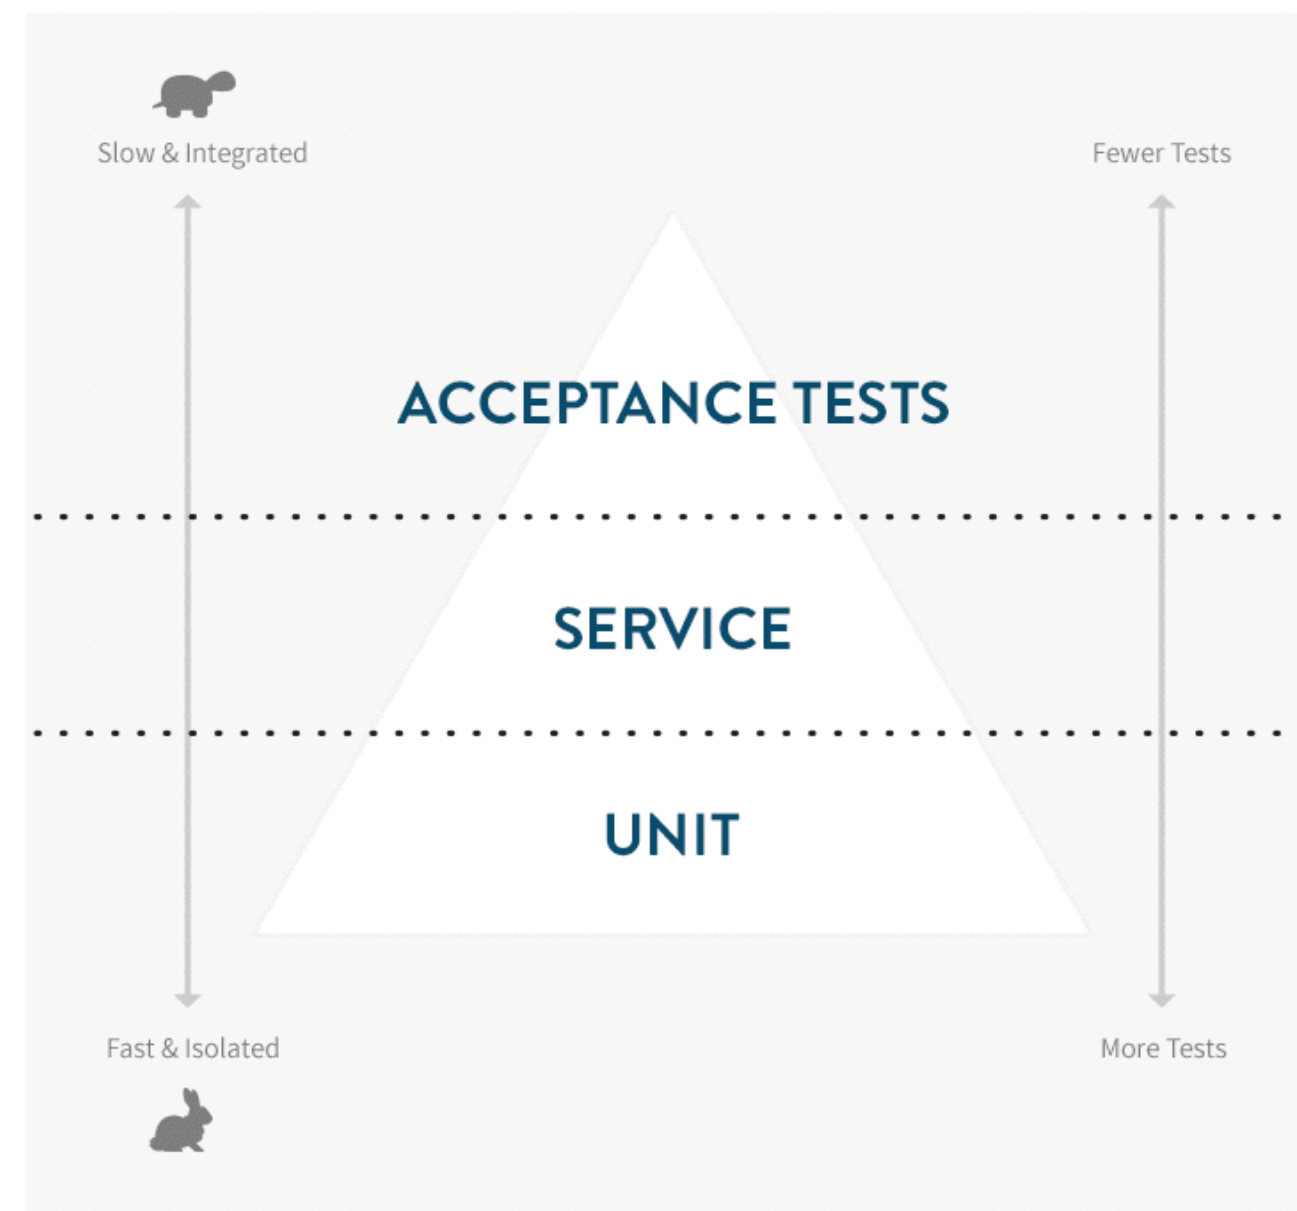 Slow & Integrated
Fewer Tests
ACCEPTANCE TESTS
SERVICE
UNIT
Fast & Isolated
More Tests